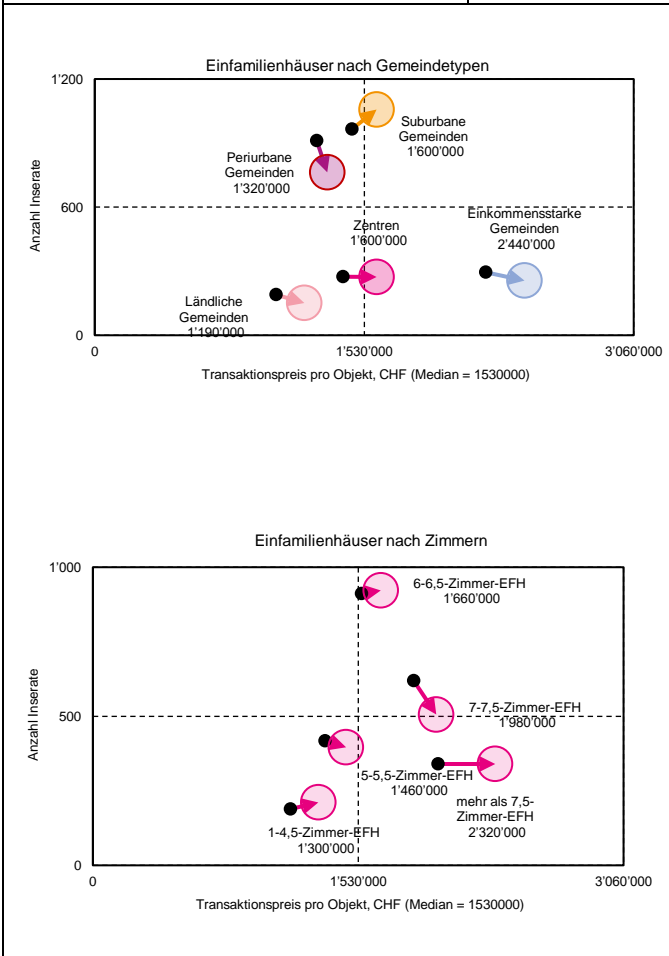 Einfamilienhäuser nach Gemeindetypen
1'200
600
0
Anzahl Inserate
Suburbane
Gemeinden
1'600'000
Periurbane
Gemeinden
1'320'000
Zentren
1'600'000
Einkommensstarke
Gemeinden
2'440'000
Ländliche
Gemeinden
1'190'000
0
1'530'000
3'060'000
Transaktionspreis pro Objekt, CHF (Median = 1530000)
Einfamilienhäuser nach Zimmern
1'000
500
0
Anzahl Inserate
6-6,5-Zimmer-EFH
1'660'000
7-7,5-Zimmer-EFH
1'980'000
5-5,5-Zimmer-EFH
1'460'000
mehr als 7,5-
Zimmer-EFH
2'320'000
1-4,5-Zimmer-EFH
1'300'000
0
1'530'000
3'060'000
Transaktionspreis pro Objekt, CHF (Median = 1530000)